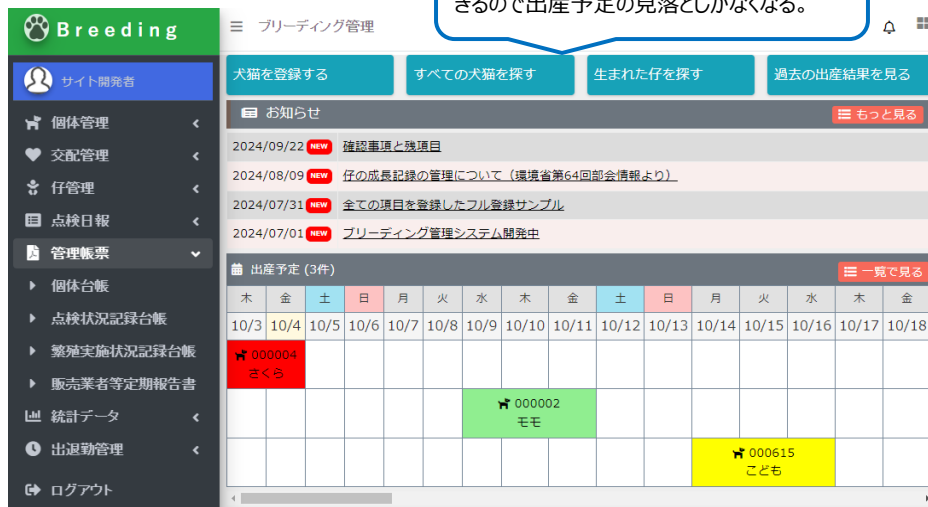 きるので出産予定の見落としがなくなる。
Breeding
ブリーディング管理
サイト開発者
犬猫を登録する
すべての犬猫を探す
生まれた仔を探す
過去の出産結果を見る
個体管理
交配管理
仔管理
点検日報
管理帳票
個体台帳
点検状況記録台帳
繁殖実施状況記録台帳
販売業者等定期報告書
統計データ
出退勤管理
ログアウト
お知らせ
もっと見る
2024/09/22 NEW 確認事項と残項目
2024/08/09 NEW 仔の成長記録の管理について（環境省第64回部会情報より）
2024/07/31 NEW 全ての項目を登録したフル登録サンプル
2024/07/01 NEW ブリーディング管理システム開発中
出産予定 (3件)
一覧で見る
木 金 土 日 月 火 水 木 金 土 日 月 火 水 木 金
10/3 10/4 10/5 10/6 10/7 10/8 10/9 10/10 10/11 10/12 10/13 10/14 10/15 10/16 10/17 10/18
000004
さくら
000002
モモ
000615
こども